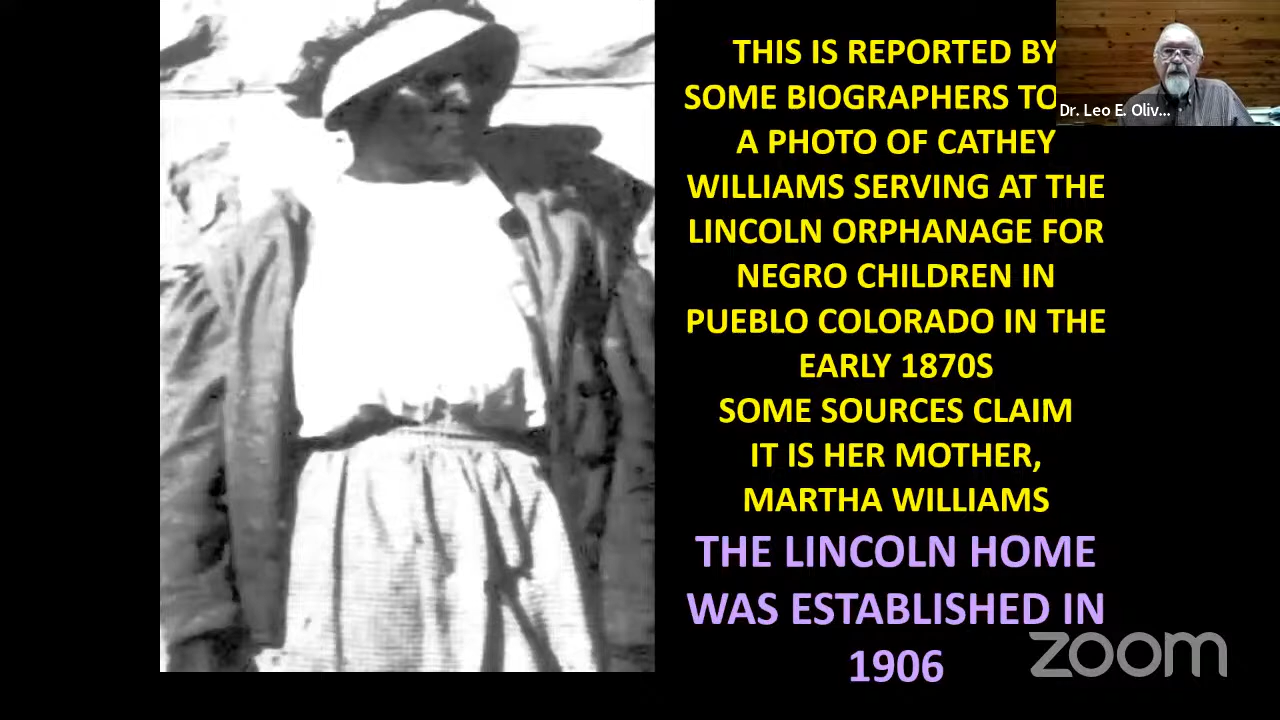 THIS IS REPORTED BY
SOME BIOGRAPHERS TO
A PHOTO OF CATHEY
WILLIAMS SERVING AT THE
LINCOLN ORPHANAGE FOR
NEGRO CHILDREN IN
PUEBLO COLORADO IN THE
EARLY 1870S
SOME SOURCES CLAIM
IT IS HER MOTHER,
MARTHA WILLIAMS
THE LINCOLN HOME
WAS ESTABLISHED IN
1906
Dr. Leo E. Oliv...
zoom